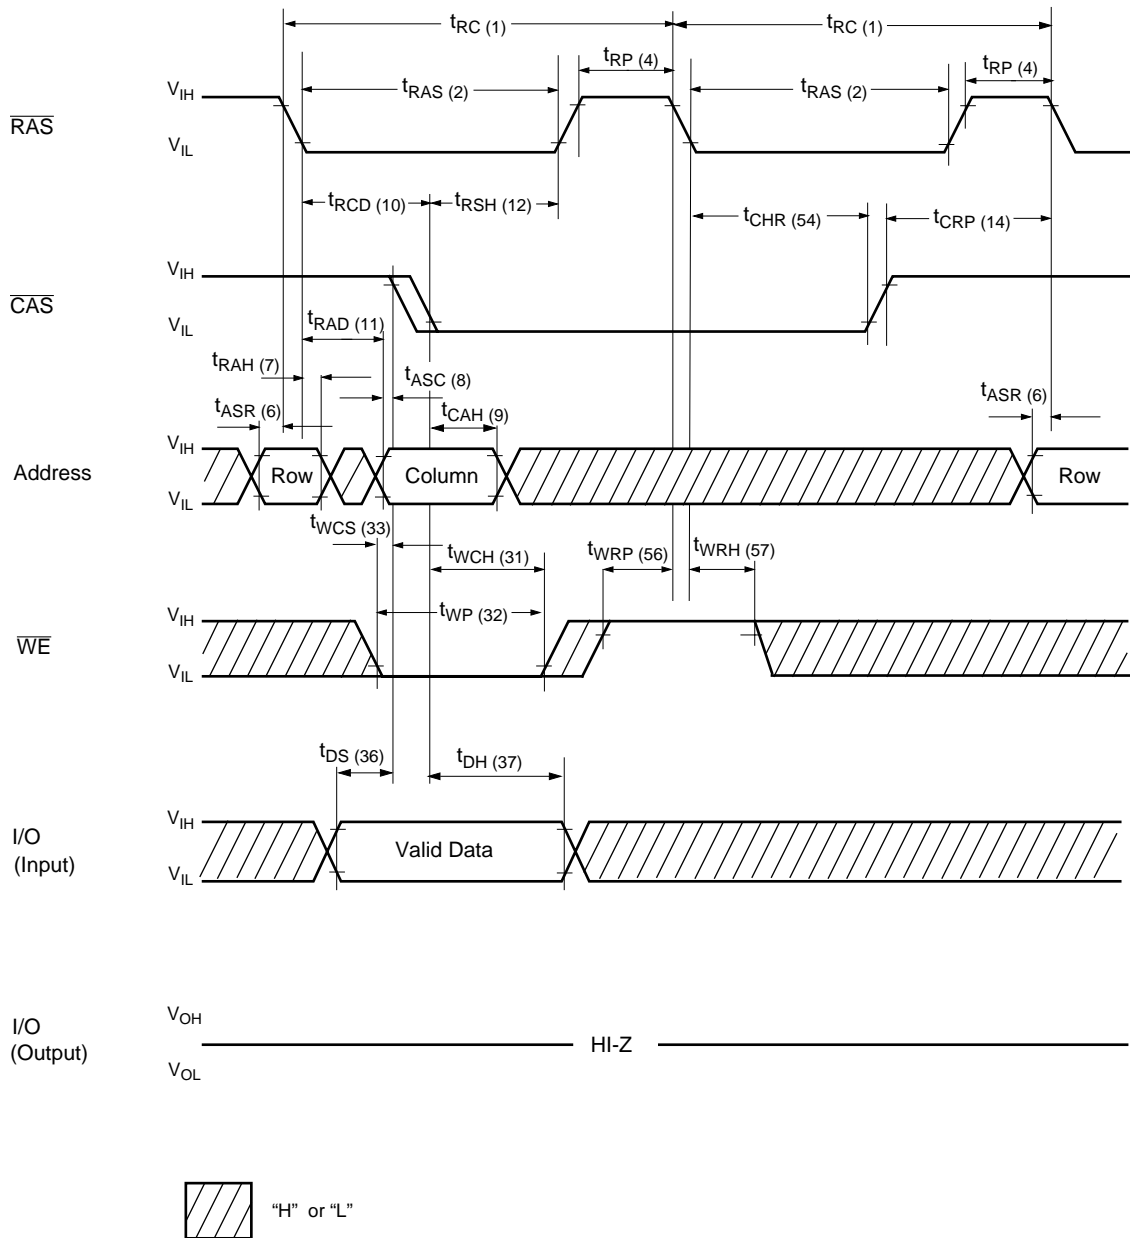 tRC (1) tRC (1)
tRP (4) tRP (4)
tRAS (2) tRAS (2)
VIH
RAS
VIL
tRCD (10) tRSH (12) tCHR (54) tCRP (14)
VIH
CAS
VIL
tRAD (11)
tRAH (7) tASC (8)
tASR (6) tCAH (9) tASR (6)
VIH
Address Row Column Row
VIL
tWCS (33)
tWCH (31) tWRP (56) tWRH (57)
tWP (32)
VIH
WE
VIL
tDS (36) tDH (37)
VIH
I/O
(Input) Valid Data
VIL
VOH
I/O
(Output) HI-Z
VOL
“H” or “L”